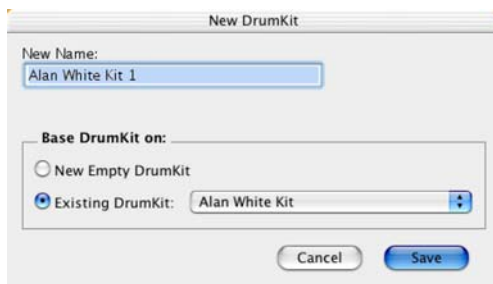 New DrumKit
New Name:
Alan White Kit 1
Base DrumKit on:
New Empty DrumKit
Existing DrumKit: Alan White Kit
Cancel Save